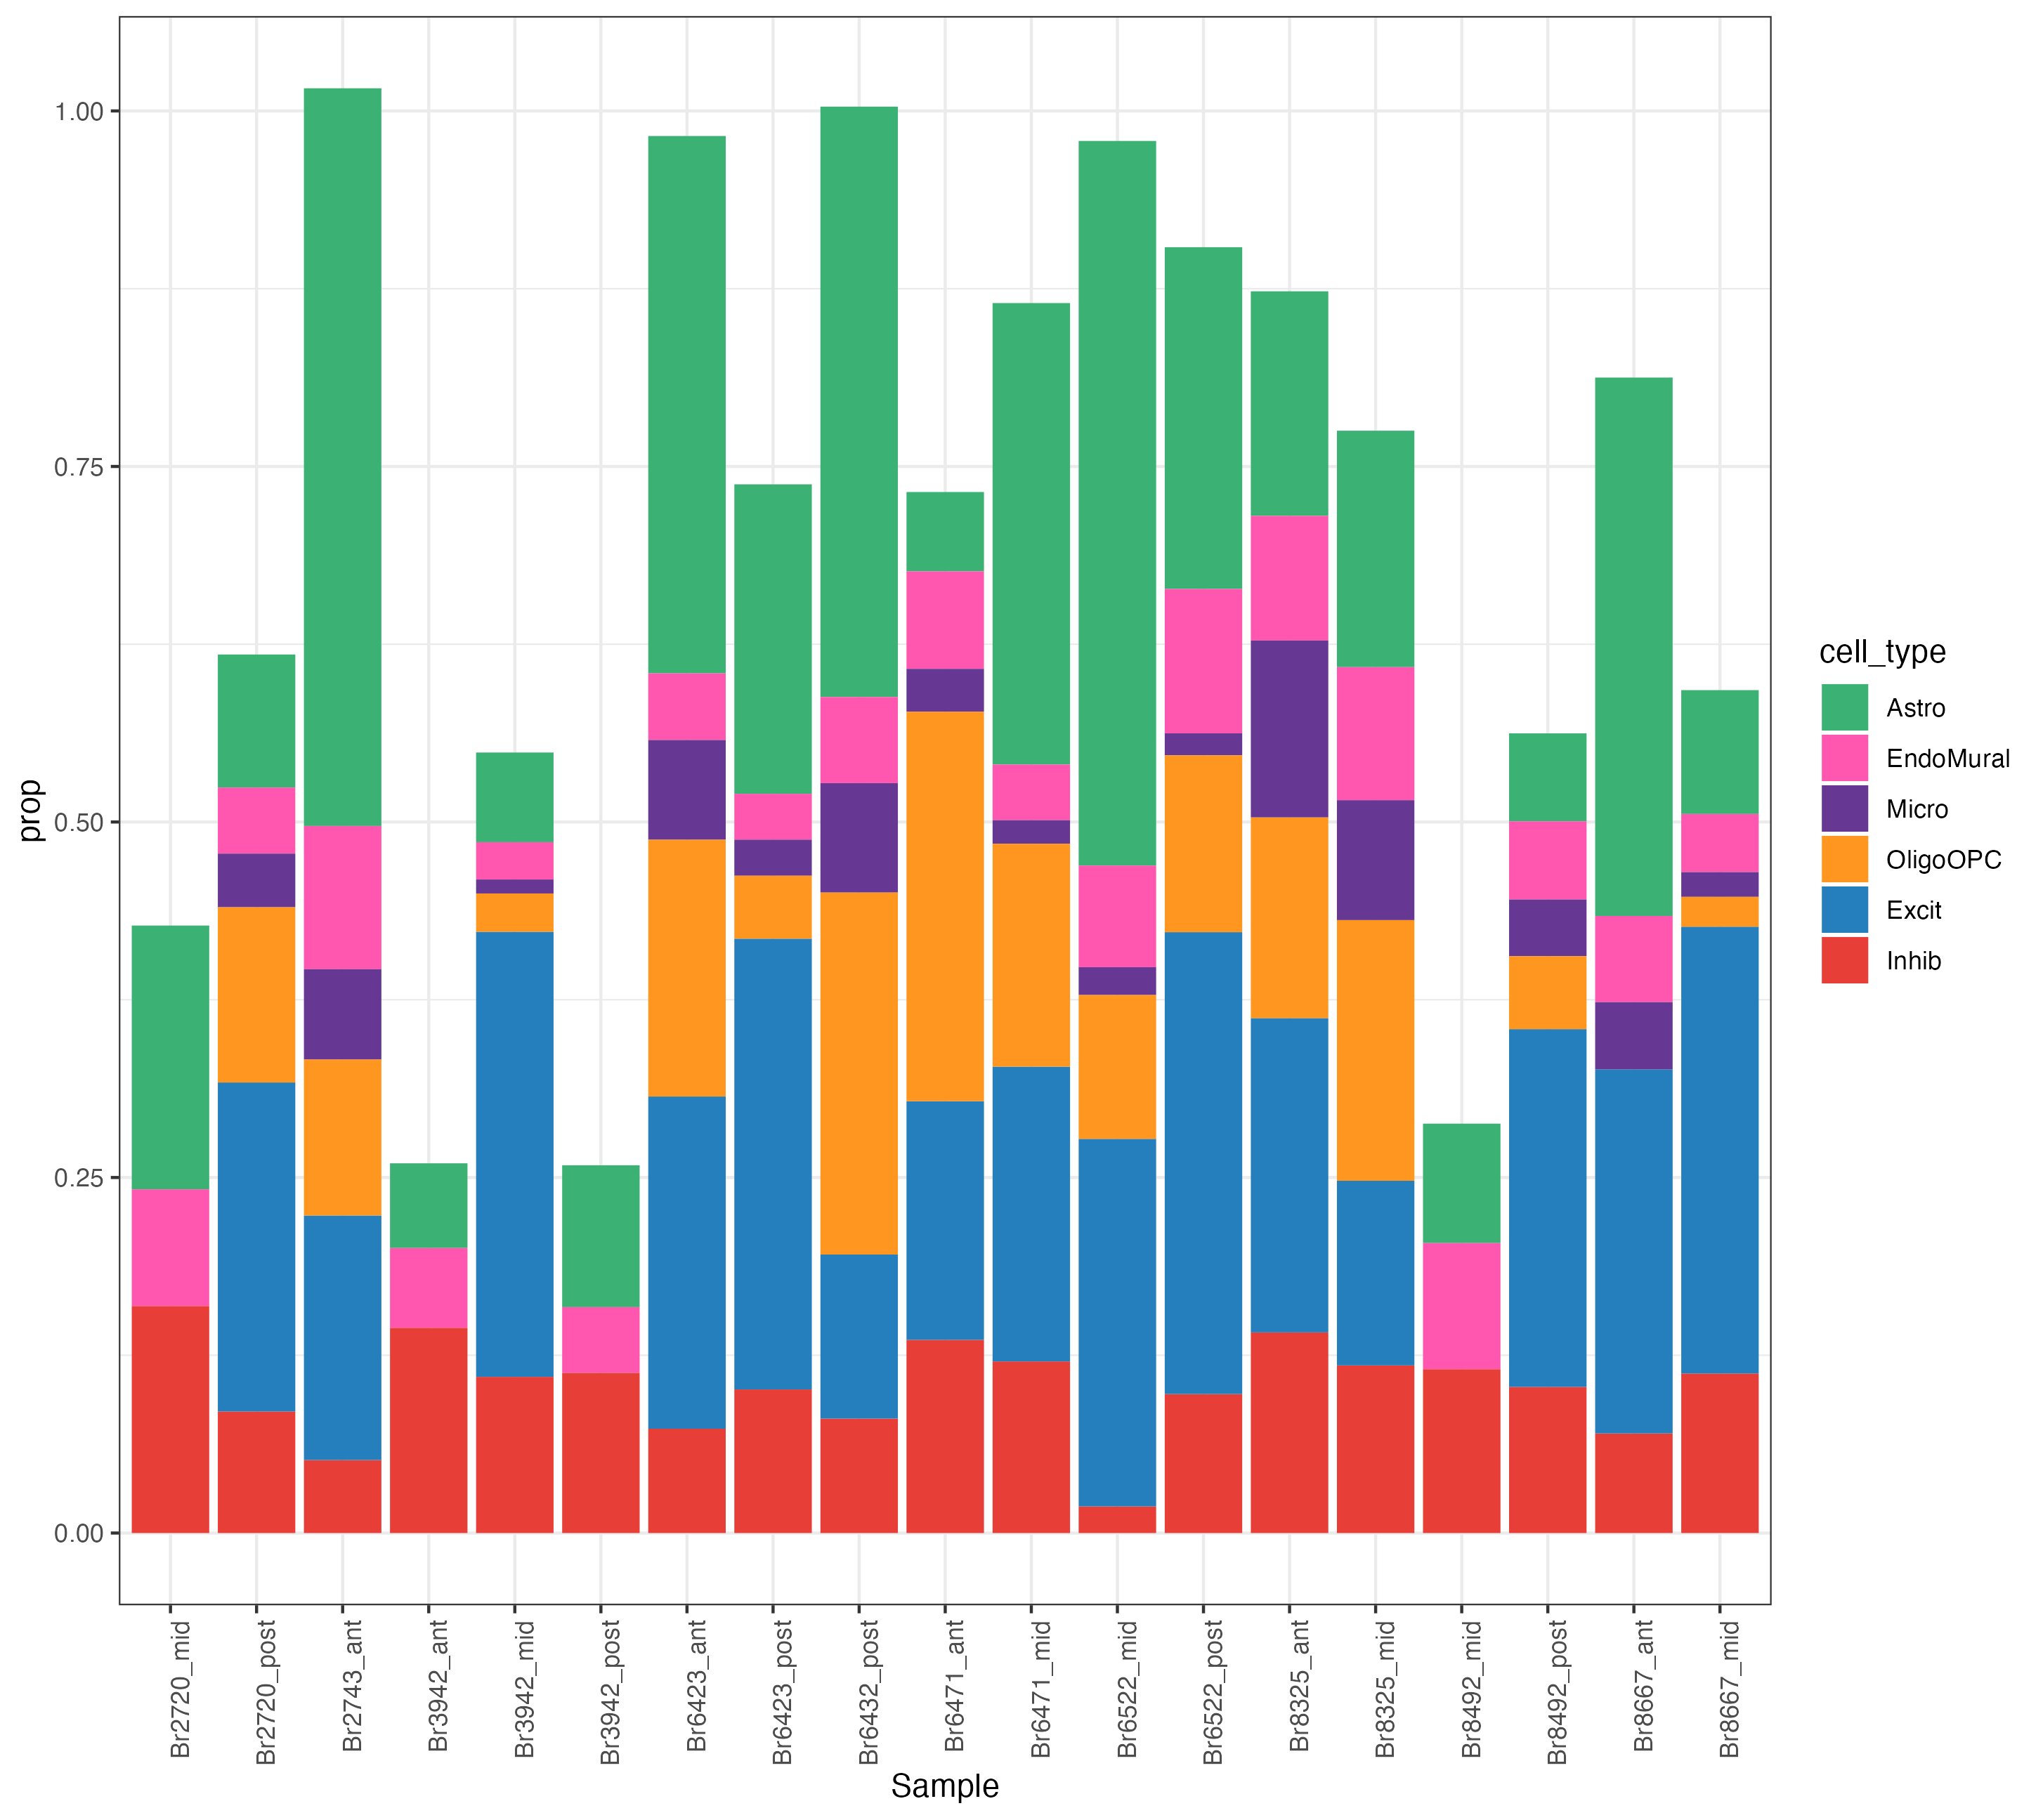 prop
1.00
0.75
0.50
0.25
0.00
Br2720_mid
Br2720_post
Br2743_ant
Br3942_ant
Br3942_mid
Br3942_post
Br6423_ant
Br6423_post
Br6432_post
Br6471_ant
Br6471_mid
Br6522_mid
Br6522_post
Br8325_ant
Br8325_mid
Br8492_mid
Br8492_post
Br8667_ant
Br8667_mid
Sample
cell_type
Astro
EndoMural
Micro
OligoOPC
Excit
Inhib